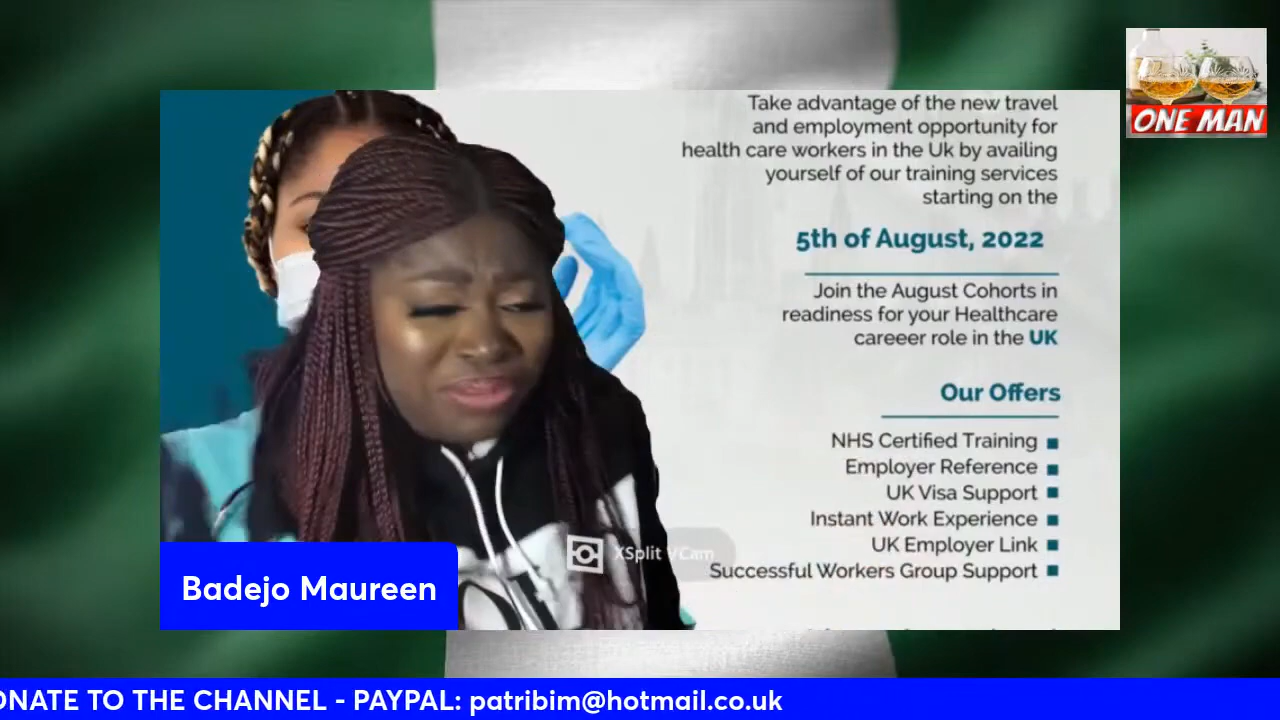 ONE MAN
Take advantage of the new travel
and employment opportunity for
health care workers in the Uk by availing
yourself of our training services
starting on the
5th of August, 2022
Join the August Cohorts in
readiness for your Healthcare
careeer role in the UK
Our Offers
NHS Certified Training
Employer Reference
UK Visa Support
Instant Work Experience
UK Employer Link
Successful Workers Group Support
XSplit VCam
Badejo Maureen
ONATE TO THE CHANNEL - PAYPAL: patribim@hotmail.co.uk